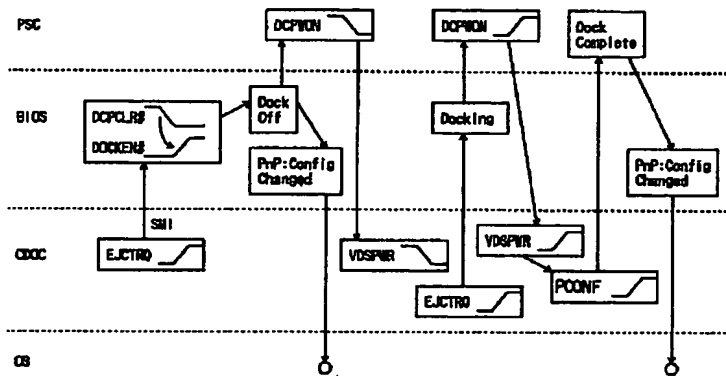 PSC
DCPWON
DCPWON
Dock
Complete
BIOS
DCPCLR#
DOCKEN#
Dock
Off
PnP:Config
Changed
Docking
PnP:Config
Changed
SMI
CDOC
EJCTRQ
VDSPWR
EJCTRQ
VDSPWR
PCONF
OS